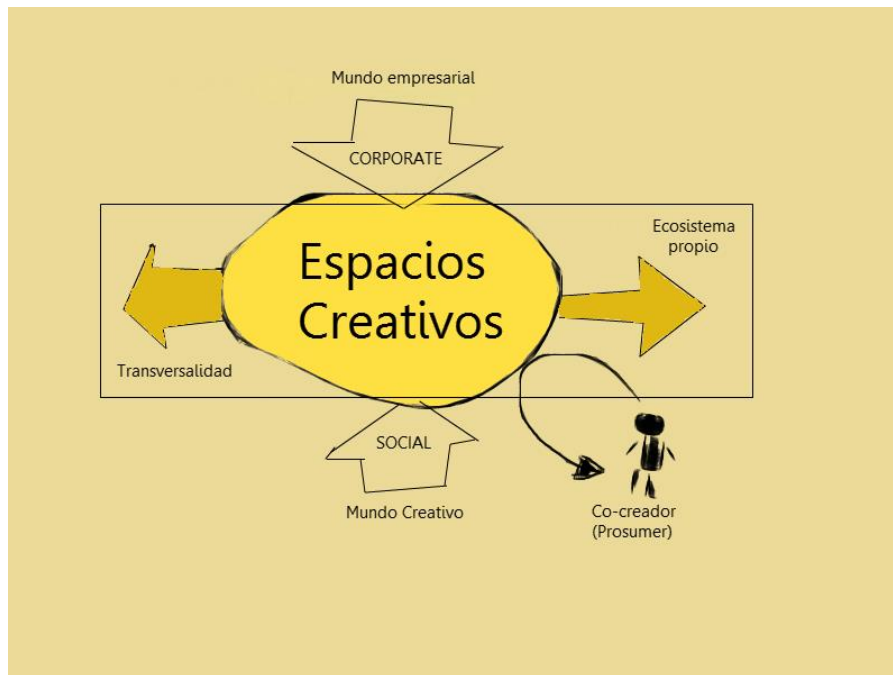 Mundo empresarial
CORPORATE
Ecosistema
propio
Espacios
Creativos
Transversalidad
SOCIAL
Mundo Creativo
Co-creador
(Prosumer)